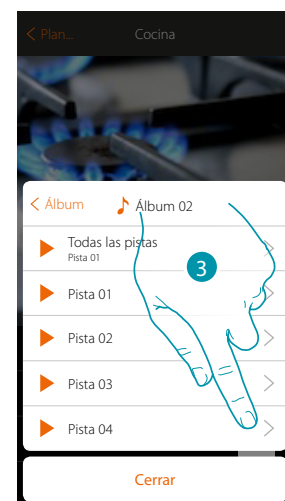 Plan... Cocina
Álbum Álbum 02
Todas las pistas
Pista 01
3
Pista 01
Pista 02
Pista 03
Pista 04
Cerrar